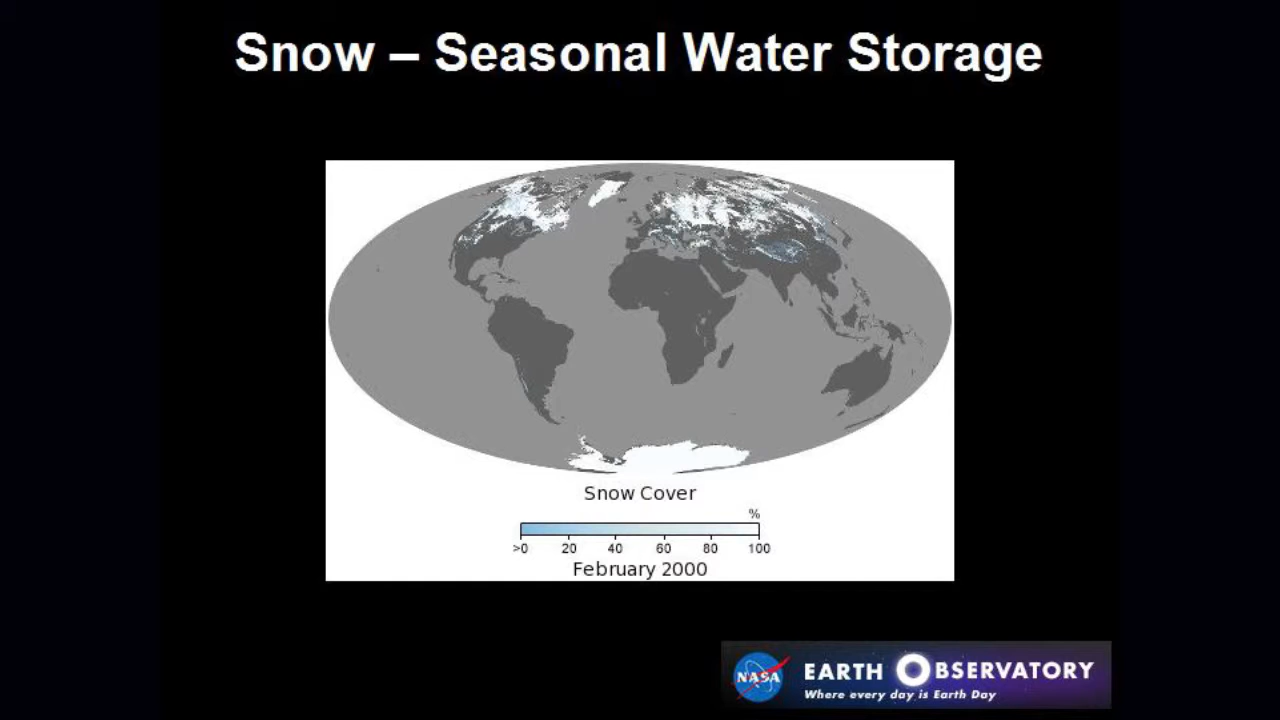 Snow – Seasonal Water Storage
Snow Cover
%
>0 20 40 60 80 100
February 2000
NASA EARTH OBSERVATORY
Where every day is Earth Day